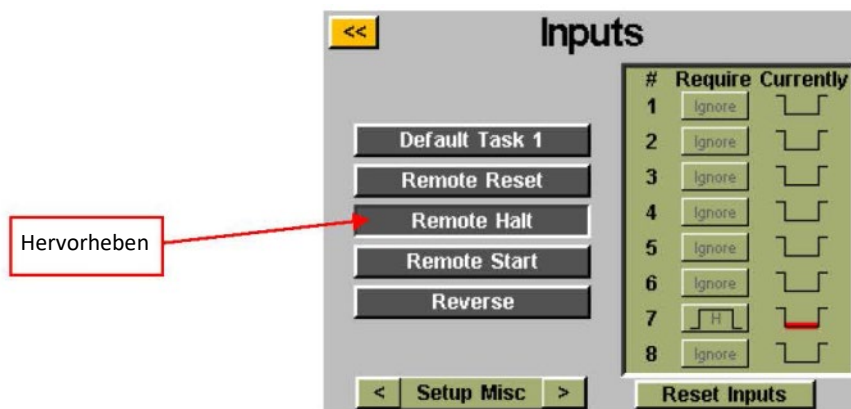 << Inputs
# Require Currently
1 Ignore
Default Task 1
2 Ignore
Remote Reset
3 Ignore
Hervorheben
Remote Halt
4 Ignore
Remote Start
5 Ignore
Reverse
6 Ignore
7 H
8 Ignore
< Setup Misc >
Reset Inputs